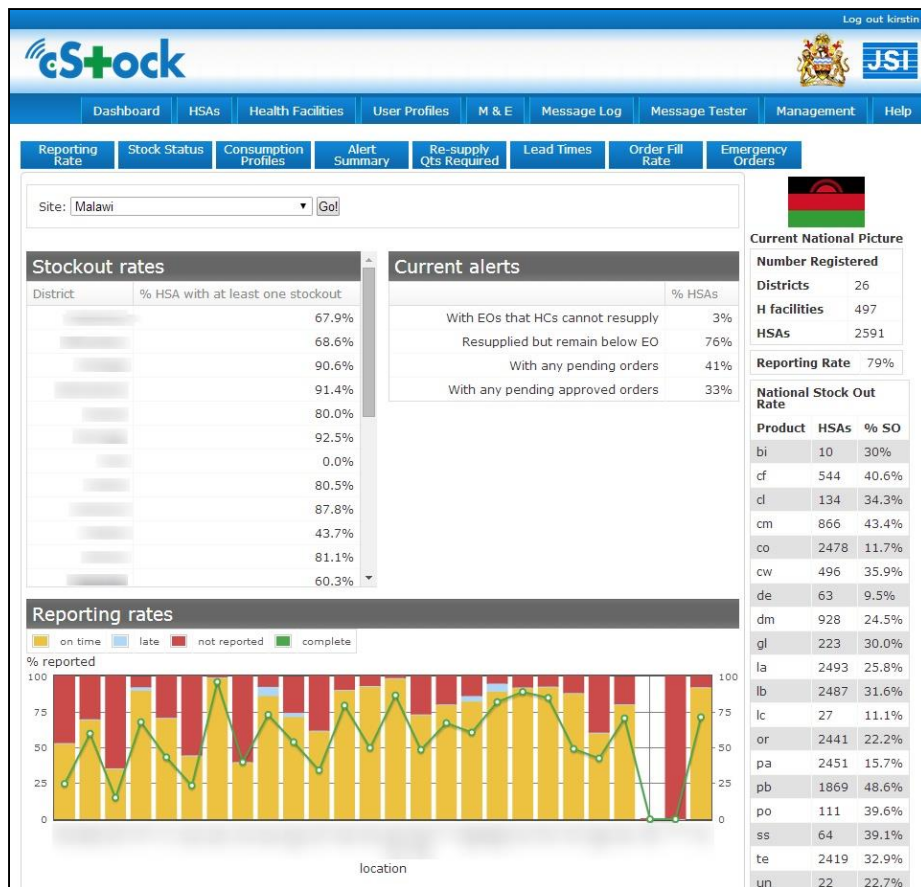 Log out kirstin
cStock
JSI
Dashboard HSAs Health Facilities User Profiles M & E Message Log Message Tester Management Help
Reporting Rate Stock Status Consumption Profiles Alert Summary Re-supply Qts Required Lead Times Order Fill Rate Emergency Orders
Site: Malawi Go!
Stockout rates
District % HSA with at least one stockout
67.9%
68.6%
90.6%
91.4%
80.0%
92.5%
0.0%
80.5%
87.8%
43.7%
81.1%
60.3%
Current alerts
% HSAs
With EOs that HCs cannot resupply 3%
Resupplied but remain below EO 76%
With any pending orders 41%
With any pending approved orders 33%
Reporting rates
on time late not reported complete
% reported
100 100
75 75
50 50
25 25
0 0
location
Current National Picture
Number Registered
Districts 26
H facilities 497
HSAs 2591
Reporting Rate 79%
National Stock Out
Rate
Product HSAs % SO
bi 10 30%
cf 544 40.6%
cl 134 34.3%
cm 866 43.4%
co 2478 11.7%
cw 496 35.9%
de 63 9.5%
dm 928 24.5%
gl 223 30.0%
la 2493 25.8%
lb 2487 31.6%
lc 27 11.1%
or 2441 22.2%
pa 2451 15.7%
pb 1869 48.6%
po 111 39.6%
ss 64 39.1%
te 2419 32.9%
un 22 22.7%